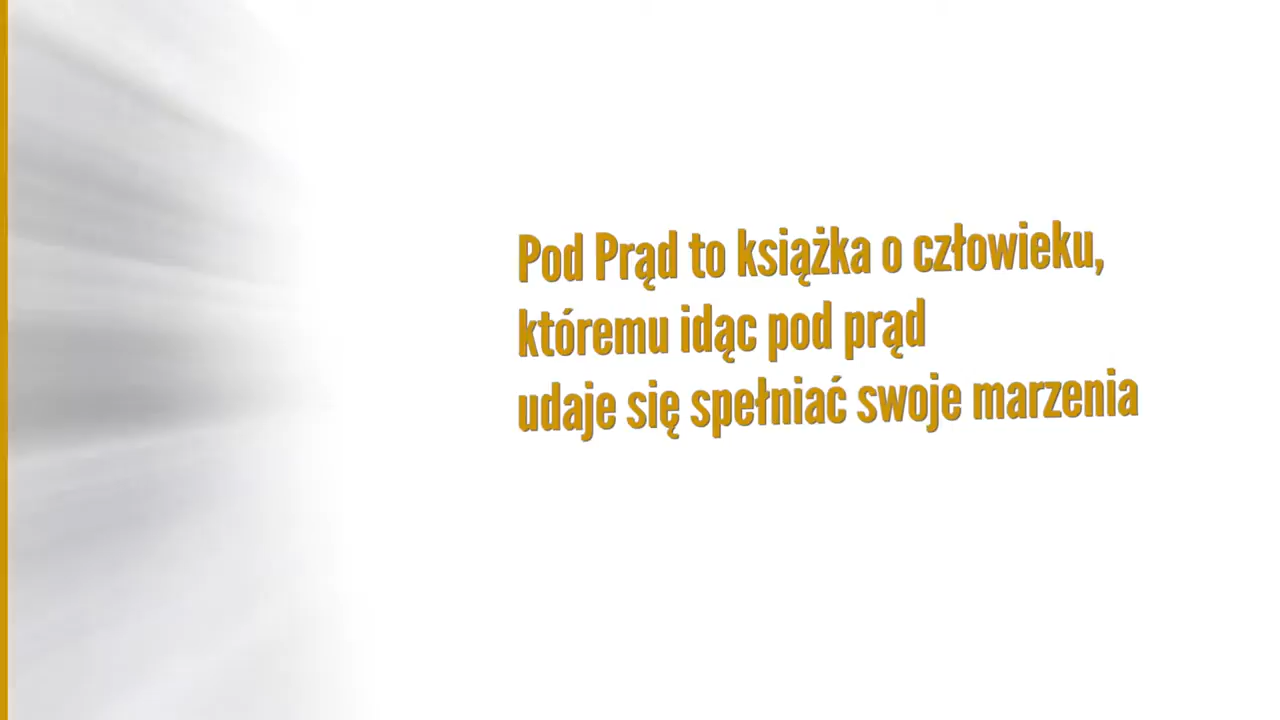 Pod Prąd to książka o człowieku,
któremu idąc pod prąd
udaje się spełniać swoje marzenia